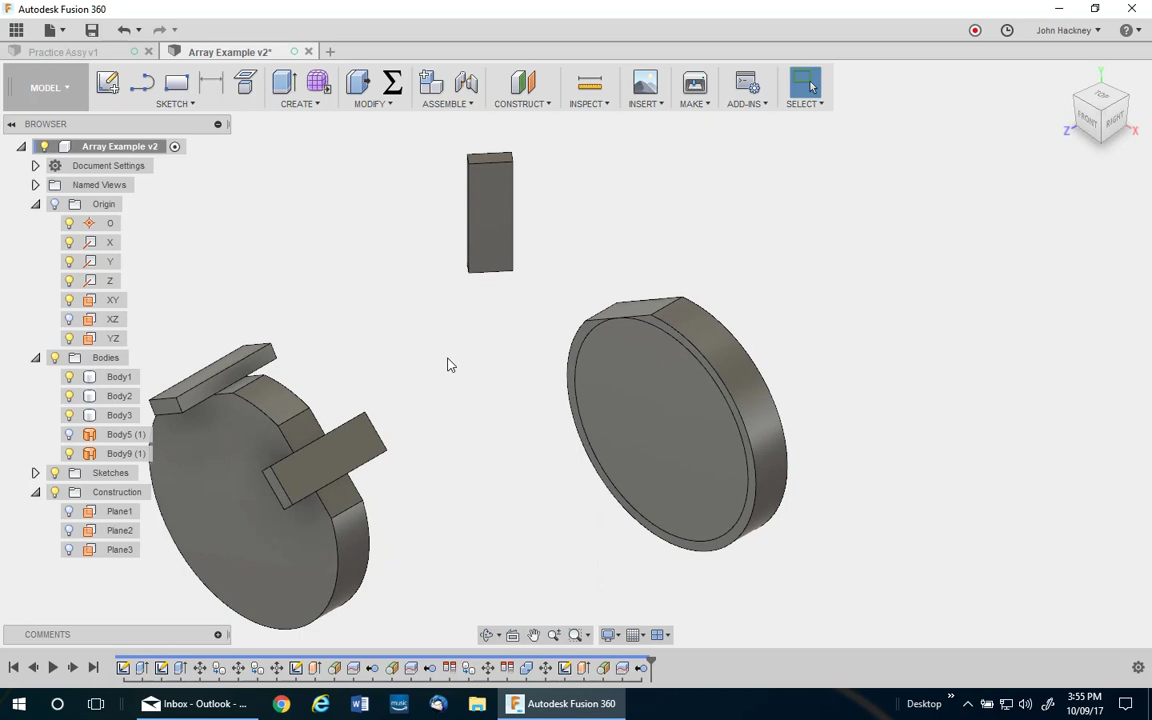 Autodesk Fusion 360
John Hackney
Practice Assy v1
Array Example v2*
MODEL
SKETCH
CREATE
MODIFY
ASSEMBLE
CONSTRUCT
INSPECT
INSERT
MAKE
ADD-INS
SELECT
TOP
FRONT
RIGHT
Y
Z
X
BROWSER
Array Example v2
Document Settings
Named Views
Origin
O
X
Y
Z
XY
XZ
YZ
Bodies
Body1
Body2
Body3
Body5 (1)
Body9 (1)
Sketches
Construction
Plane1
Plane2
Plane3
COMMENTS
Inbox - Outlook - ...
Autodesk Fusion 360
Desktop
3:55 PM
10/09/17